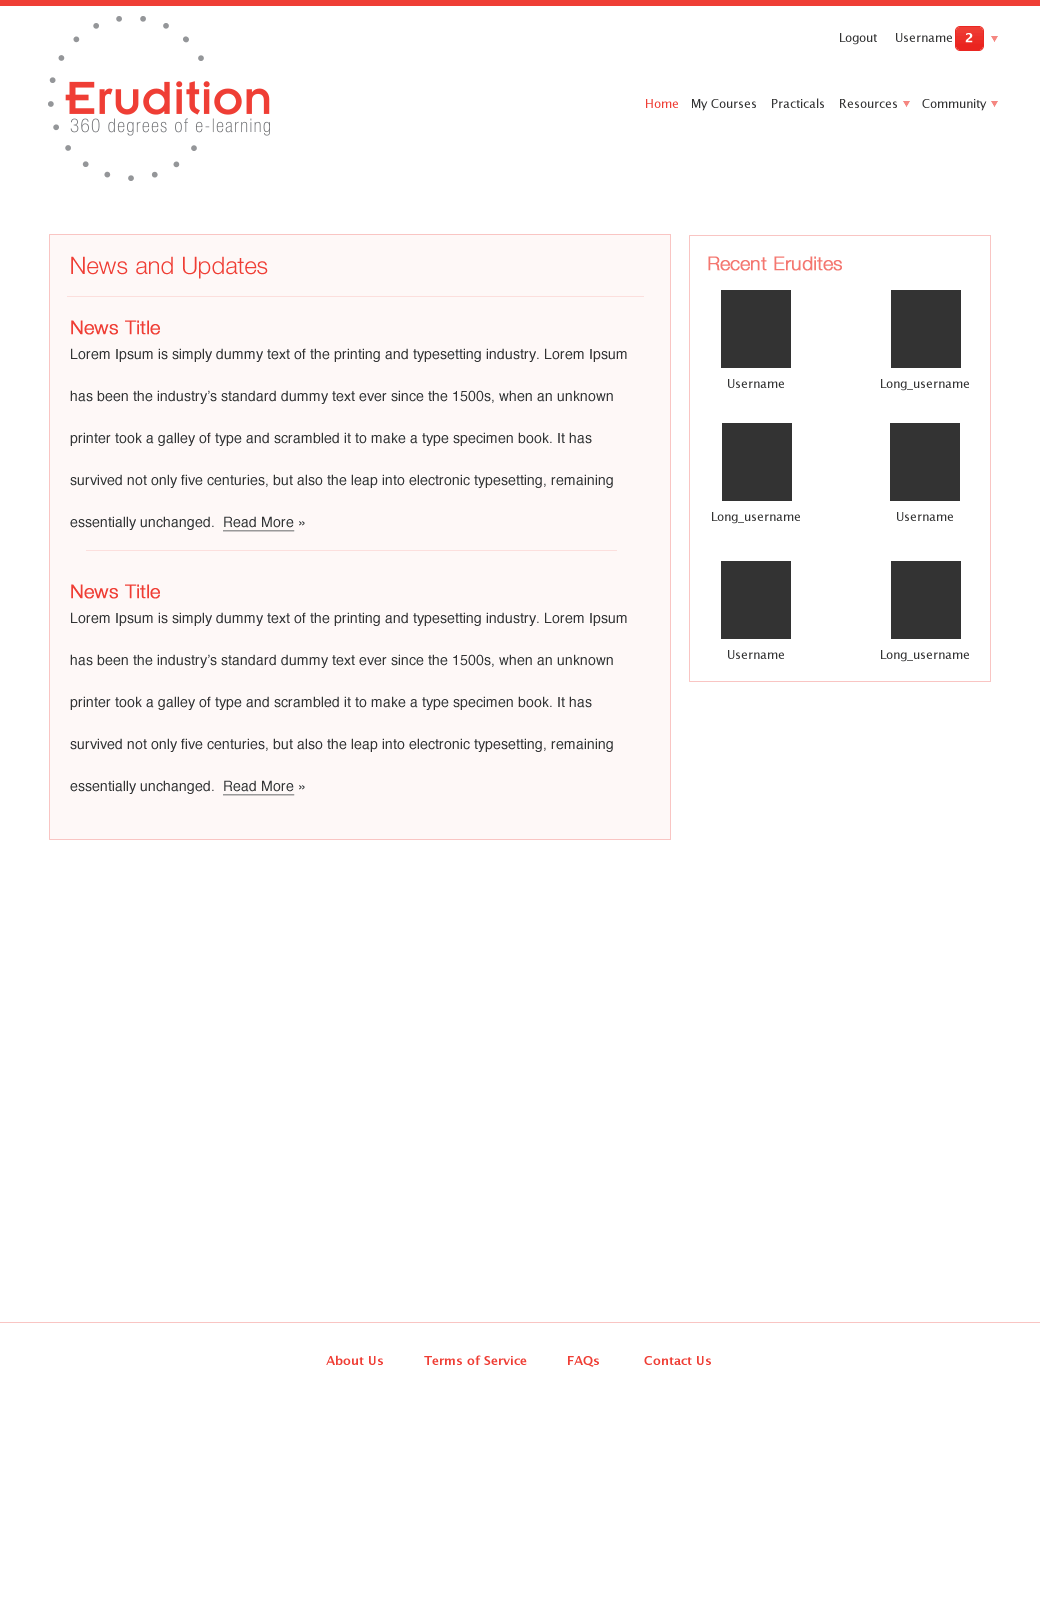 Logout Username 2
Erudition
360 degrees of e-learning
Home My Courses Practicals Resources Community
News and Updates
News Title
Lorem Ipsum is simply dummy text of the printing and typesetting industry. Lorem Ipsum
has been the industry’s standard dummy text ever since the 1500s, when an unknown
printer took a galley of type and scrambled it to make a type specimen book. It has
survived not only five centuries, but also the leap into electronic typesetting, remaining
essentially unchanged. Read More »
News Title
Lorem Ipsum is simply dummy text of the printing and typesetting industry. Lorem Ipsum
has been the industry’s standard dummy text ever since the 1500s, when an unknown
printer took a galley of type and scrambled it to make a type specimen book. It has
survived not only five centuries, but also the leap into electronic typesetting, remaining
essentially unchanged. Read More »
Recent Erudites
Username Long_username
Long_username Username
Username Long_username
About Us Terms of Service FAQs Contact Us